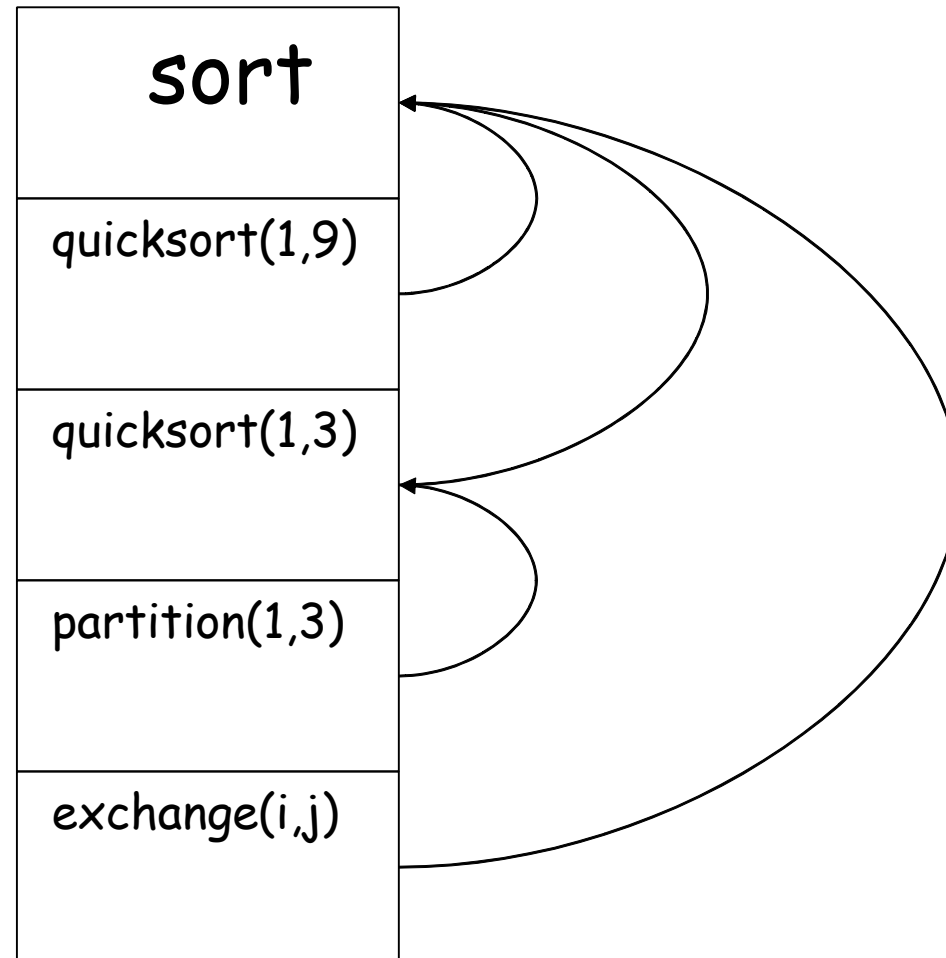 sort
quicksort(1,9)
quicksort(1,3)
partition(1,3)
exchange(i,j)